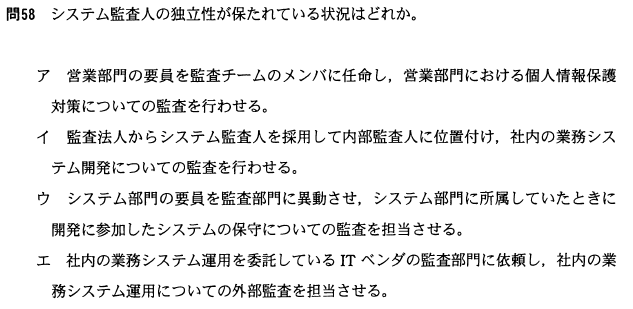 問58 システム監査人の独立性が保たれている状況はどれか。
ア 営業部門の要員を監査チームのメンバに任命し，営業部門における個人情報保護
対策についての監査を行わせる。
イ 監査法人からシステム監査人を採用して内部監査人に位置付け，社内の業務シス
テム開発についての監査を行わせる。
ウ システム部門の要員を監査部門に異動させ，システム部門に所属していたときに
開発に参加したシステムの保守についての監査を担当させる。
エ 社内の業務システム運用を委託している IT ベンダの監査部門に依頼し，社内の業
務システム運用についての外部監査を担当させる。